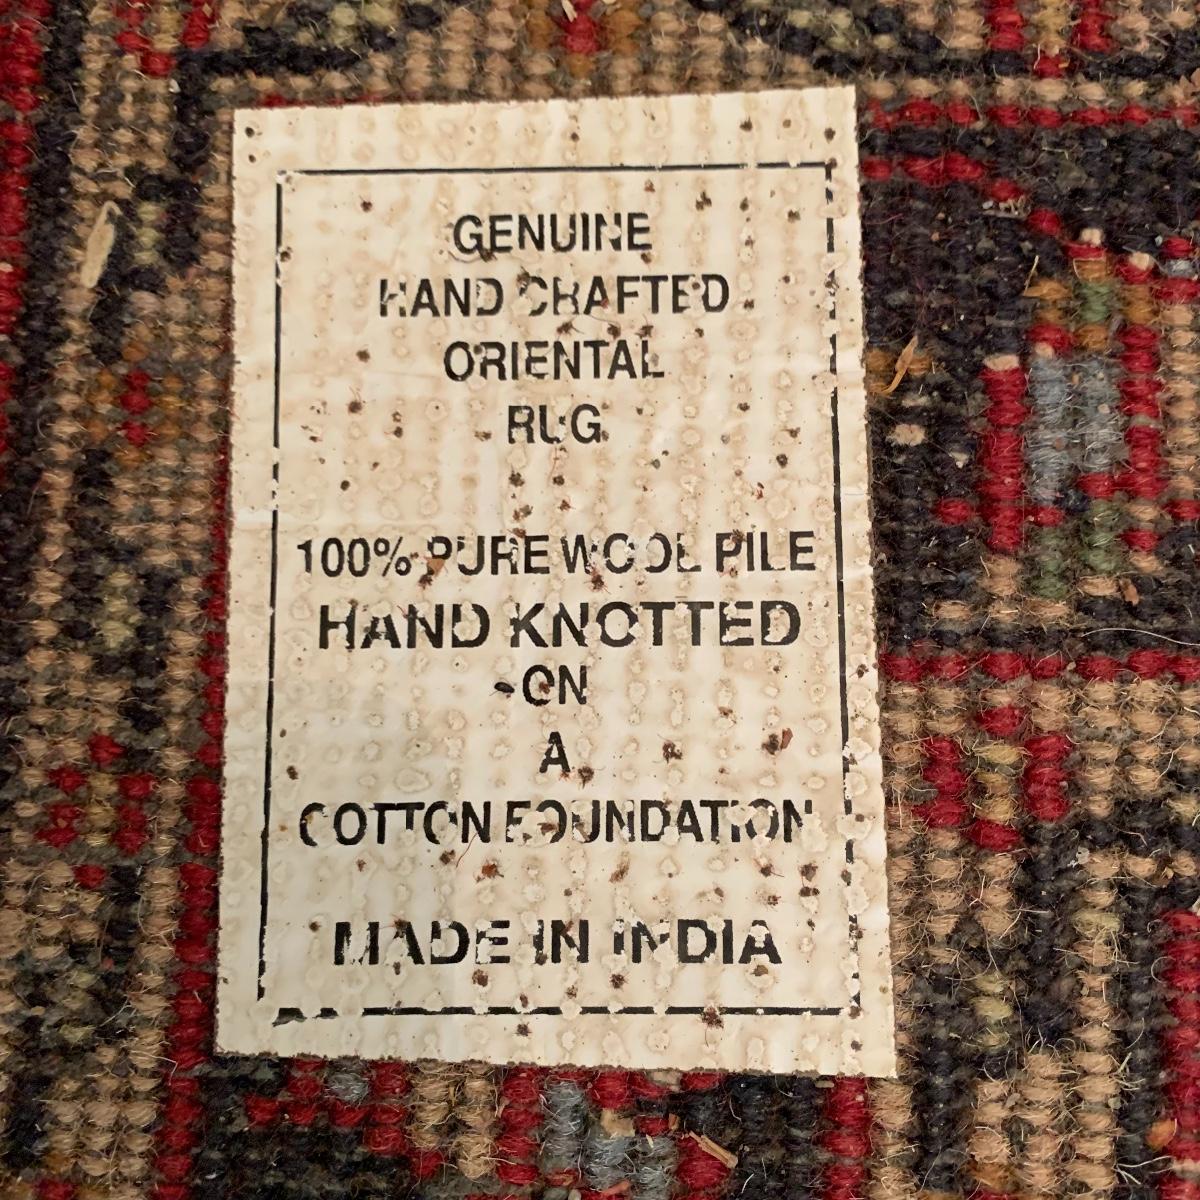 GENUINE
HAND CRAFTED
ORIENTAL
RUG
100% PURE WOOL PILE
HAND KNOTTED
ON
A
COTTON FOUNDATION
MADE IN INDIA